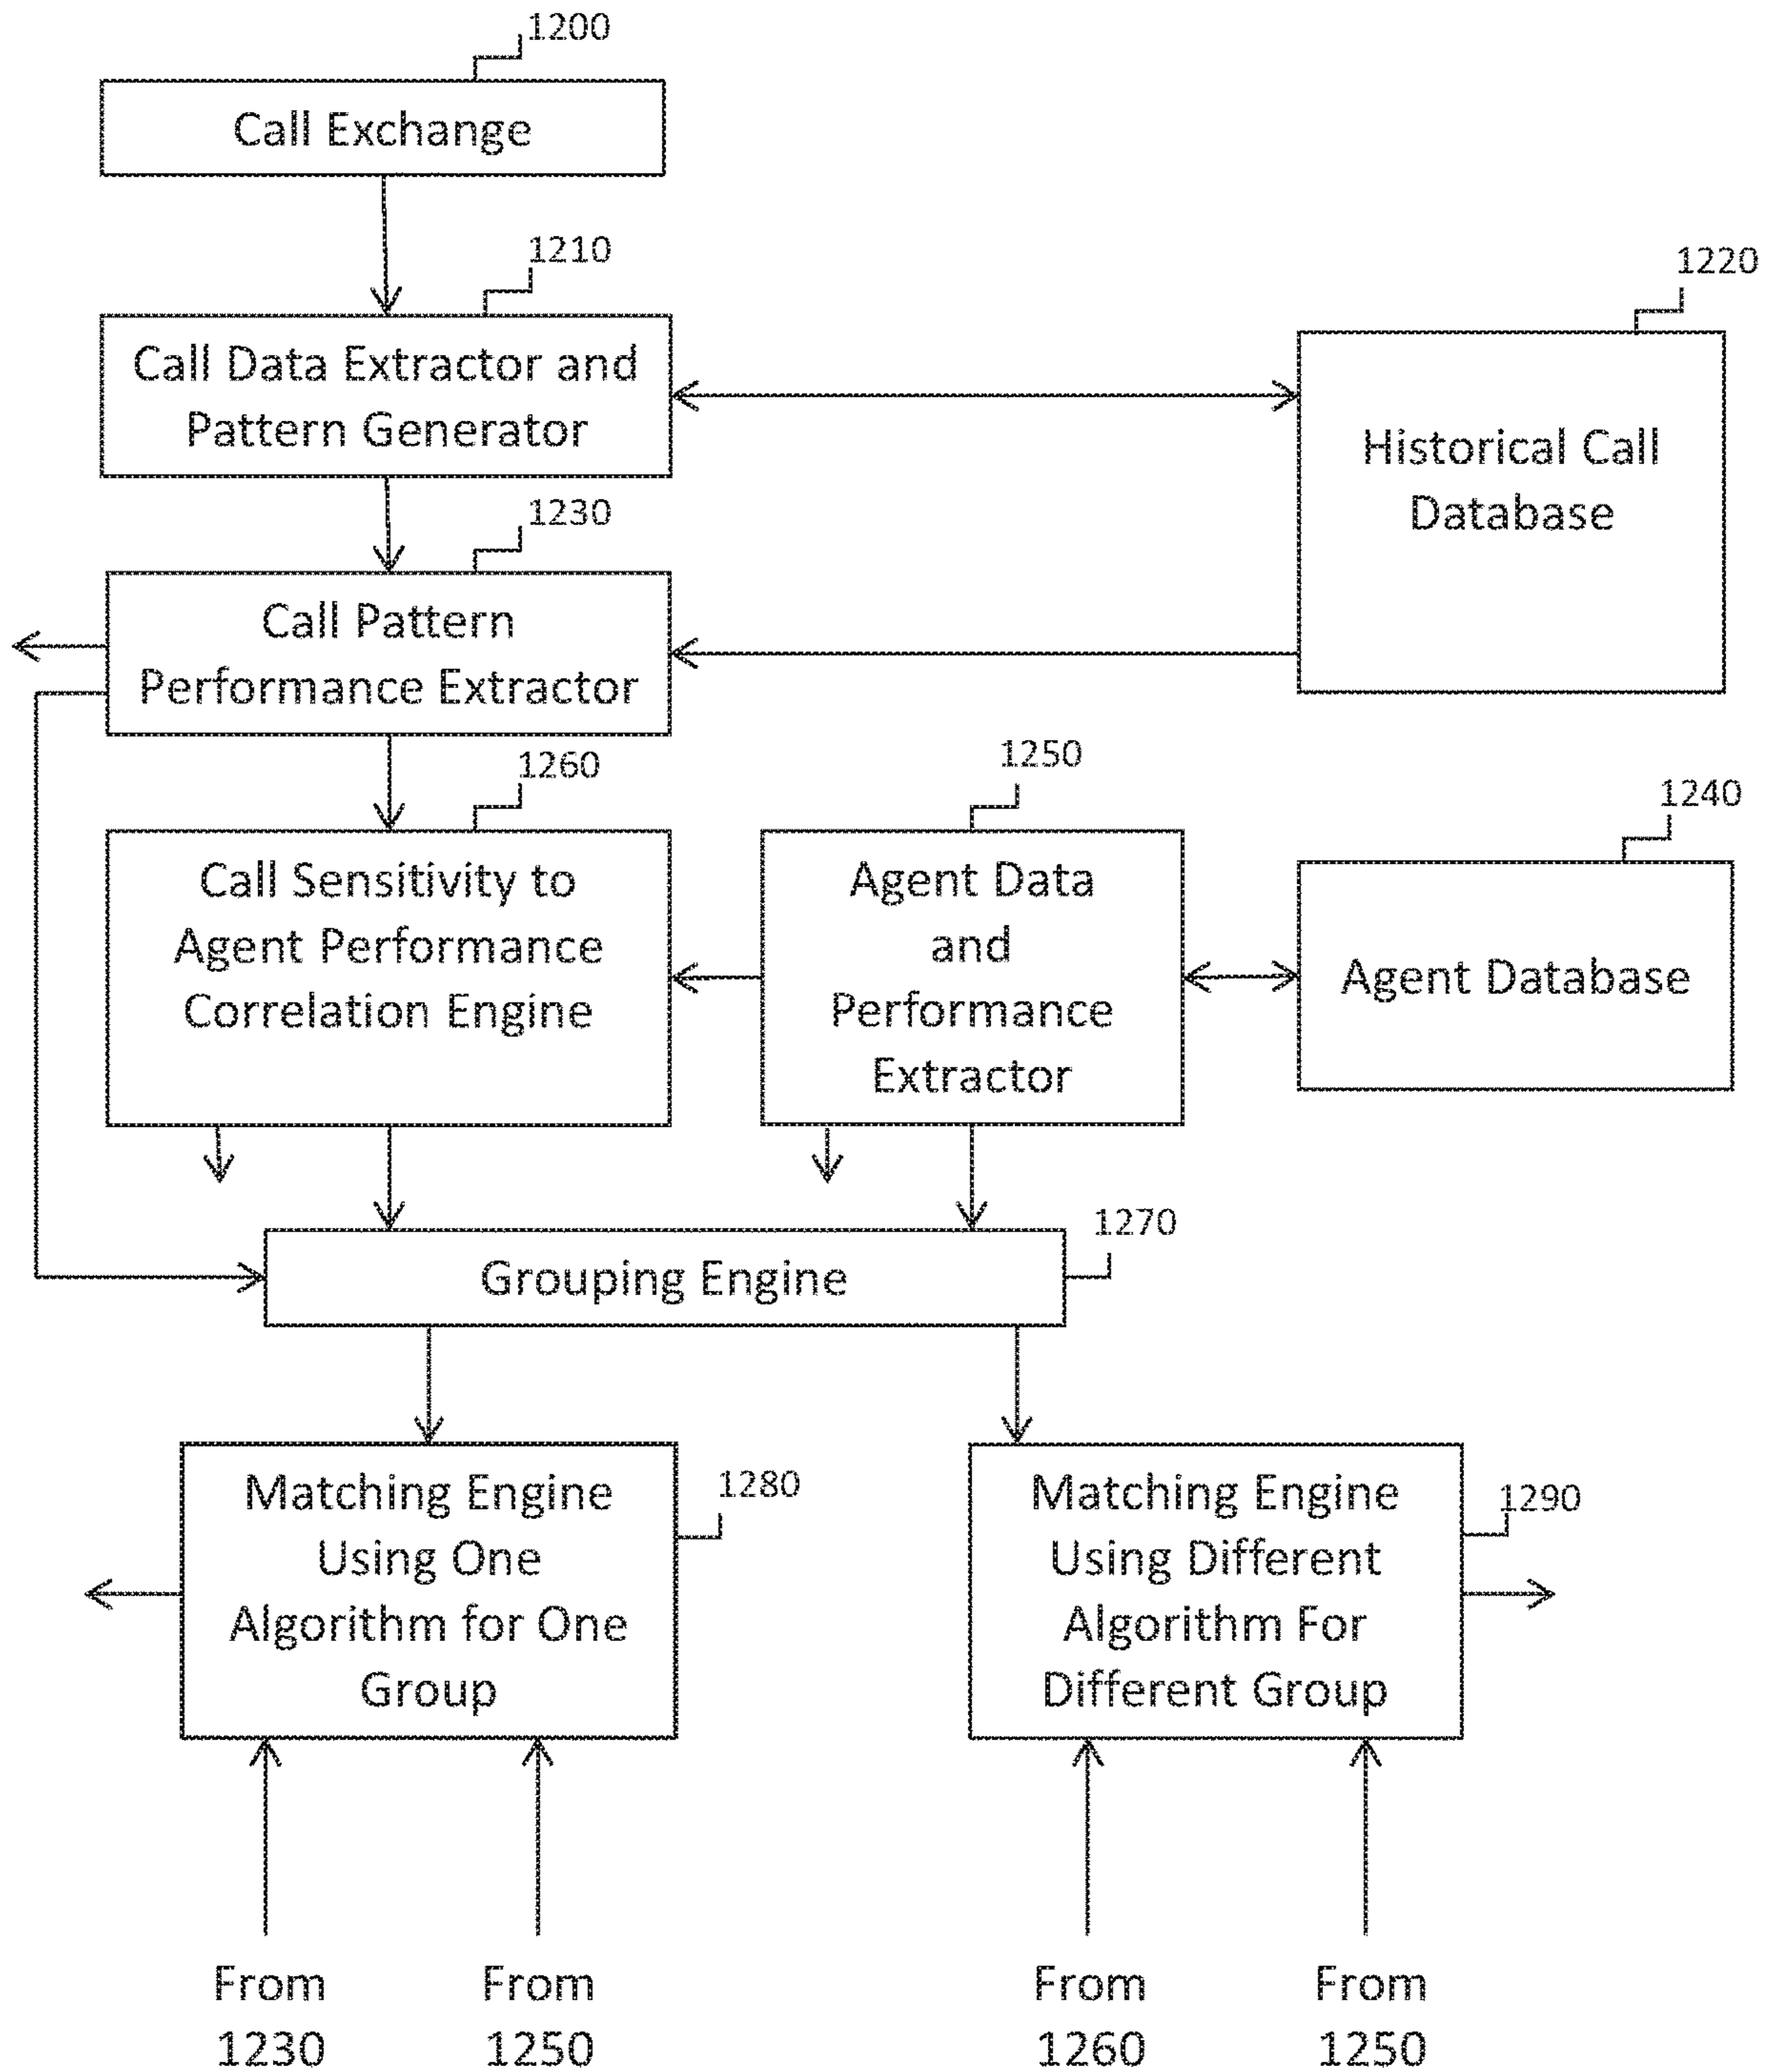 1200
Call Exchange
1210
1220
Call Data Extractor and
Pattern Generator
Historical Call
Database
1230
Call Pattern
Performance Extractor
1260
1250
1240
Call Sensitivity to
Agent Performance
Correlation Engine
Agent Data
and
Performance
Extractor
Agent Database
1270
Grouping Engine
1280
Matching Engine
Using One
Algorithm for One
Group
1290
Matching Engine
Using Different
Algorithm For
Different Group
From
1230
From
1250
From
1260
From
1250